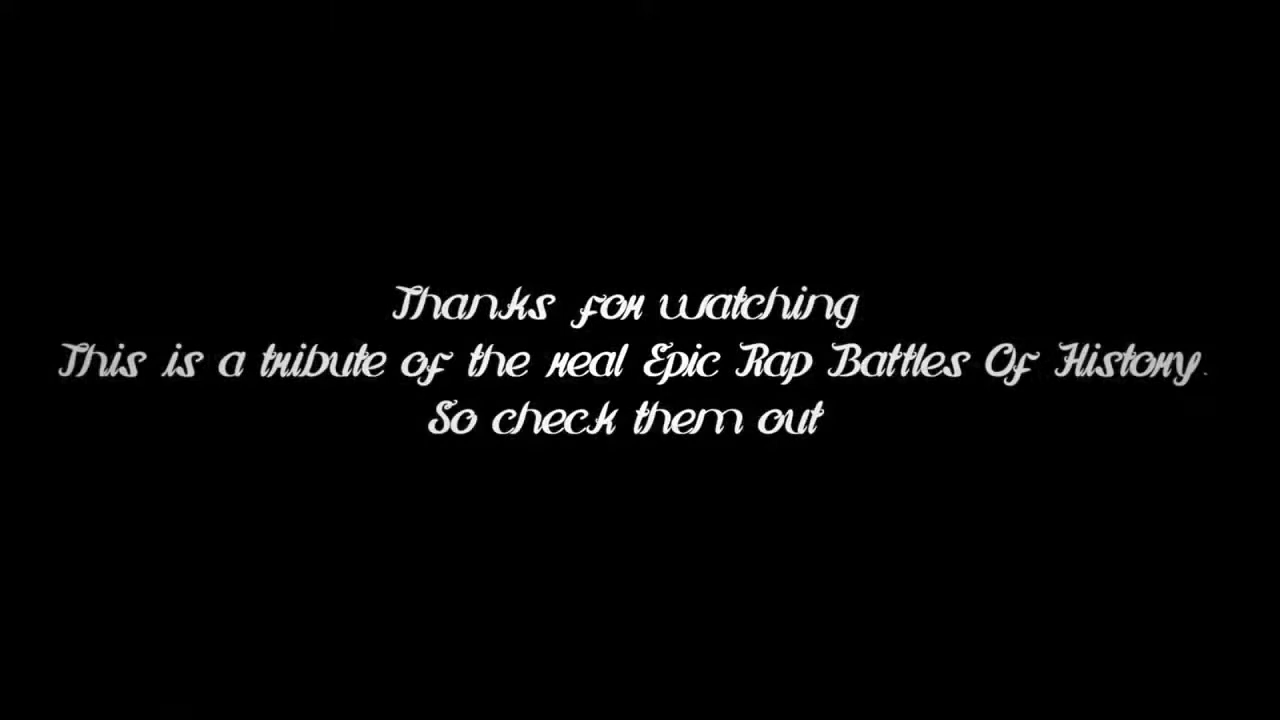 Thanks for watching
This is a tribute of the real Epic Rap Battles Of History.
So check them out